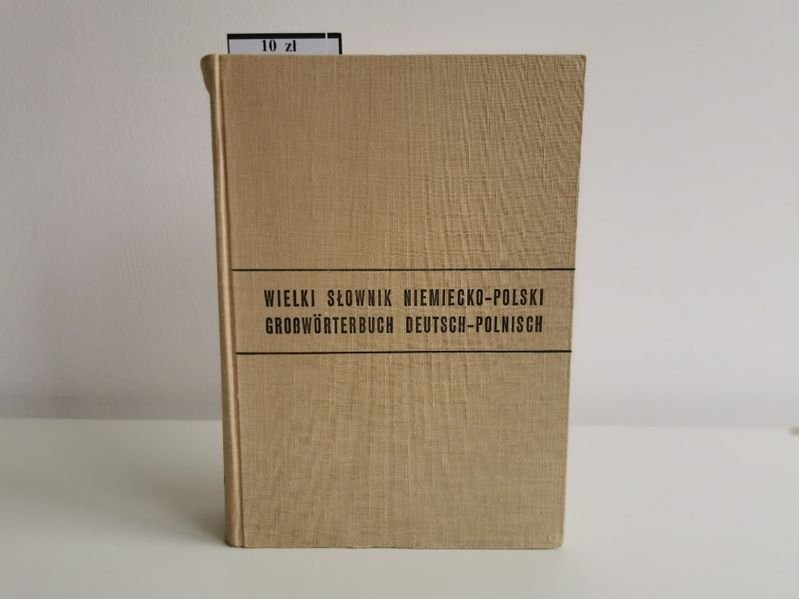 10 zł
WIELKI SŁOWNIK NIEMIECKO-POLSKI
GROßWÖRTERBUCH DEUTSCH-POLNISCH